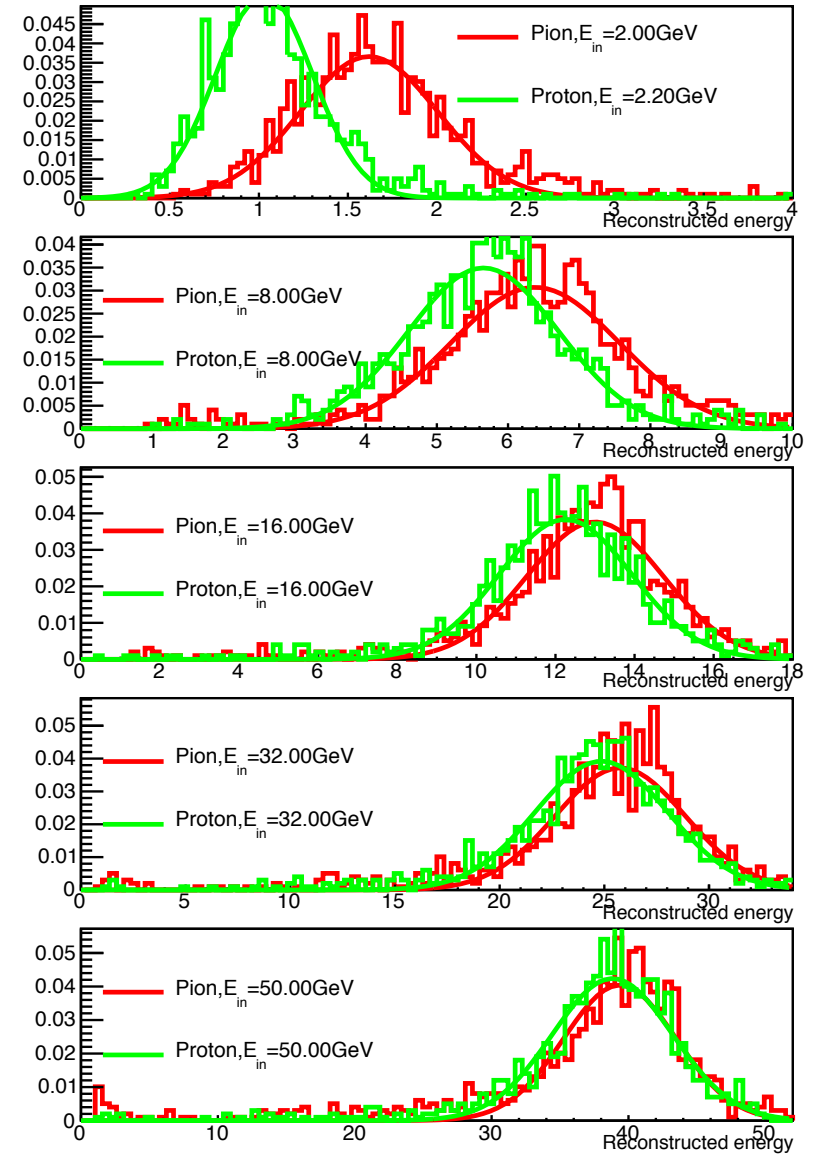 0.045
0.04
0.035
0.03
0.025
0.02
0.015
0.01
0.005
0
Pion,E_in=2.00GeV
Proton,E_in=2.20GeV
0 0.5 1 1.5 2 2.5 3 3.5 4
Reconstructed energy
0.04
0.035
0.03
0.025
0.02
0.015
0.01
0.005
0
Pion,E_in=8.00GeV
Proton,E_in=8.00GeV
0 1 2 3 4 5 6 7 8 9 10
Reconstructed energy
0.05
0.04
0.03
0.02
0.01
0
Pion,E_in=16.00GeV
Proton,E_in=16.00GeV
0 2 4 6 8 10 12 14 16 18
Reconstructed energy
0.05
0.04
0.03
0.02
0.01
0
Pion,E_in=32.00GeV
Proton,E_in=32.00GeV
0 5 10 15 20 25 30
Reconstructed energy
0.05
0.04
0.03
0.02
0.01
0
Pion,E_in=50.00GeV
Proton,E_in=50.00GeV
0 10 20 30 40 50
Reconstructed energy